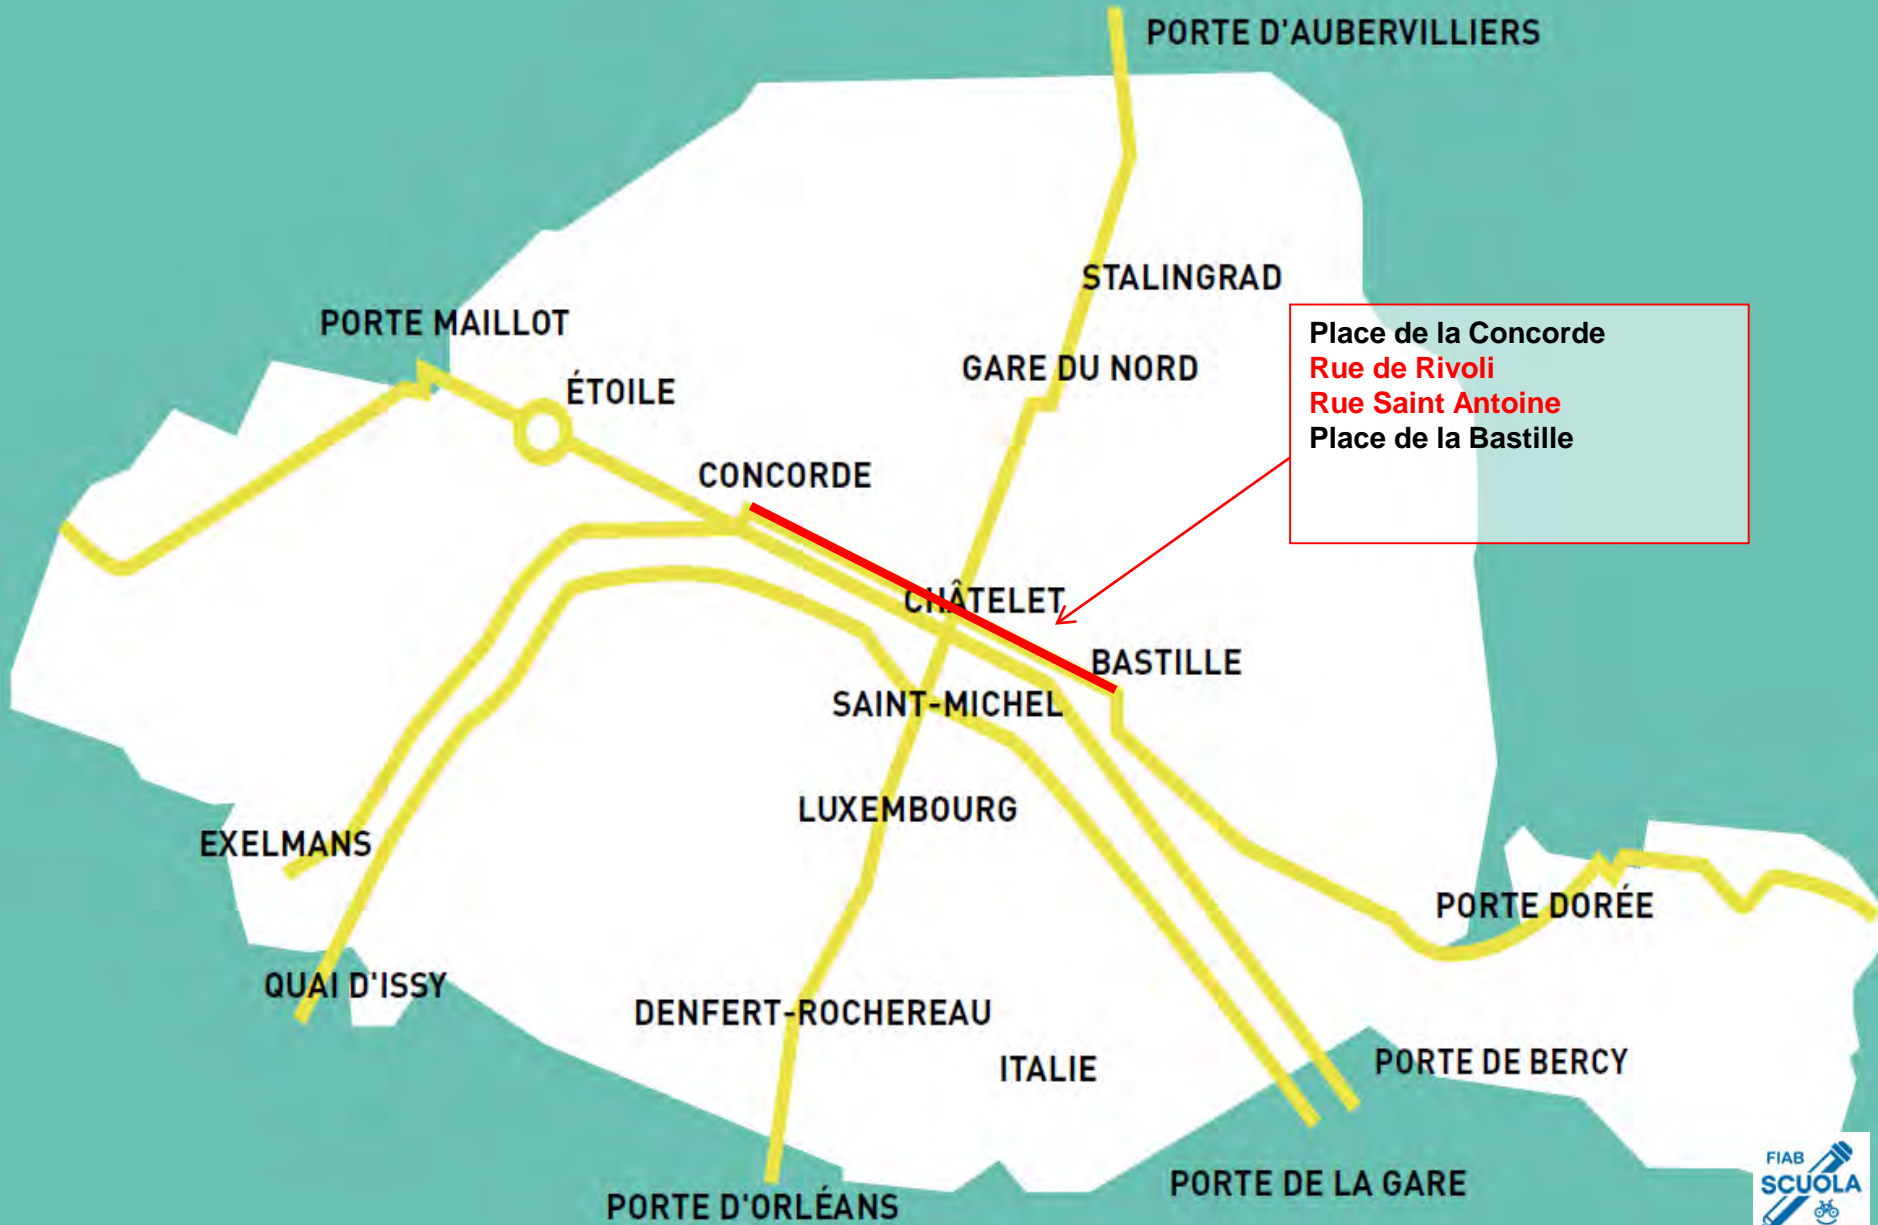 PORTE D'AUBERVILLIERS
STALINGRAD
PORTE MAILLOT
Place de la Concorde
Rue de Rivoli
Rue Saint Antoine
Place de la Bastille
GARE DU NORD
ÉTOILE
CONCORDE
CHÂTELET
BASTILLE
SAINT-MICHEL
LUXEMBOURG
EXELMANS
PORTE DORÉE
QUAI D'ISSY
DENFERT-ROCHEREAU
ITALIE
PORTE DE BERCY
PORTE DE LA GARE
PORTE D'ORLÉANS
FIAB
SCUOLA